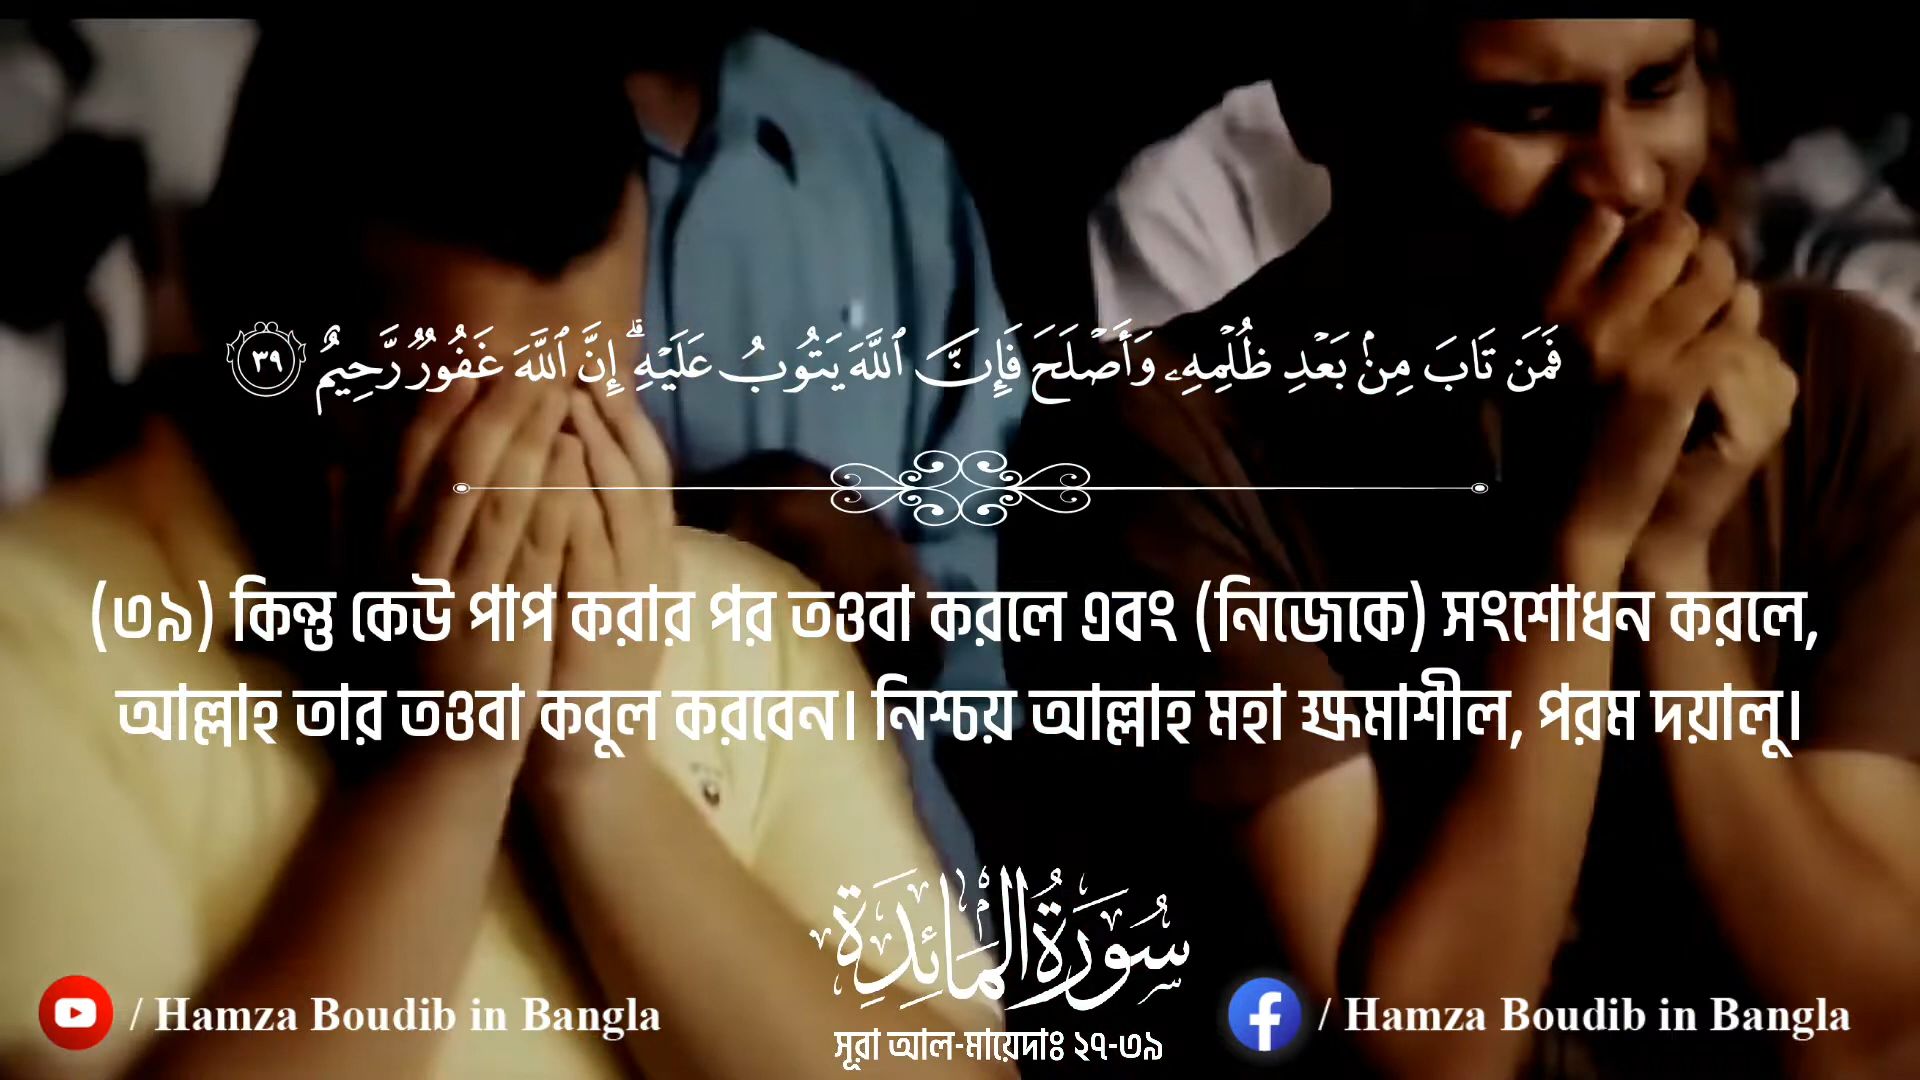 فَمَن تَابَ مِنۢ بَعْدِ ظُلْمِهِۦ وَأَصْلَحَ فَإِنَّ ٱللَّهَ يَتُوبُ عَلَيْهِ ۗ إِنَّ ٱللَّهَ غَفُورٌ رَّحِيمٌ ٣٩
(৩৯) কিন্তু কেউ পাপ করার পর তওবা করলে এবং (নিজেকে) সংশোধন করলে,
আল্লাহ তার তওবা কবুল করবেন। নিশ্চয় আল্লাহ মহা ক্ষমাশীল, পরম দয়ালু।
سُورَةُ الْمَائِدَةِ
/ Hamza Boudib in Bangla
সূরা আল-মায়েদাঃ ২৭-৩৯
/ Hamza Boudib in Bangla